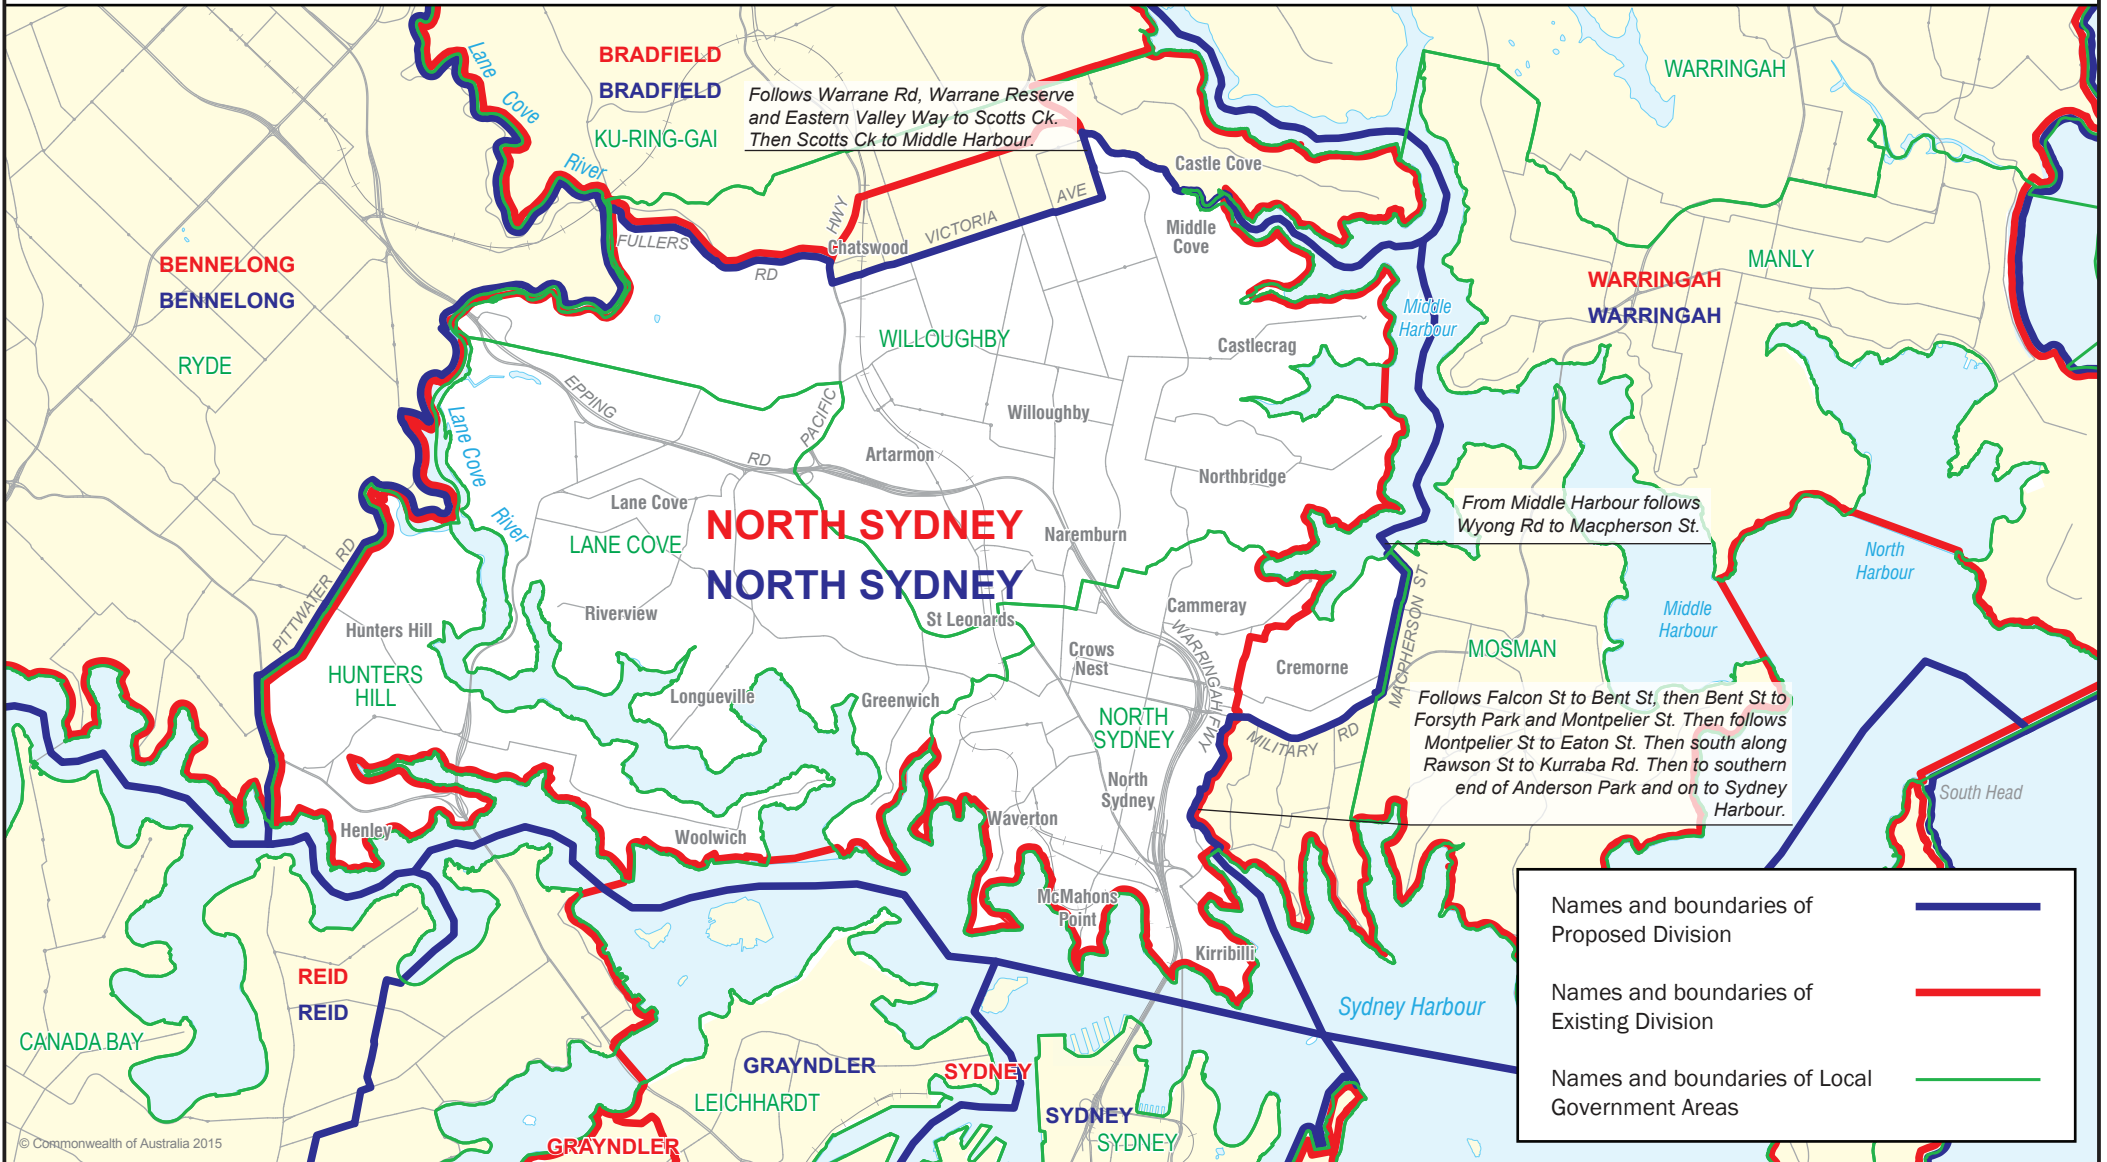 Lane
Cove
River
BRADFIELD
BRADFIELD
KU-RING-GAI
Follows Warrane Rd, Warrane Reserve
and Eastern Valley Way to Scotts Ck.
Then Scotts Ck to Middle Harbour.
WARRINGAH
Castle Cove
HWY
VICTORIA
AVE
FULLERS
RD
Chatswood
Middle
Cove
BENNELONG
BENNELONG
RYDE
MANLY
WARRINGAH
WARRINGAH
Middle
Harbour
WILLOUGHBY
Castlecrag
EPPING
RD
PACIFIC
Willoughby
Artarmon
Lane Cove
River
Northbridge
Lane Cove
LANE COVE
NORTH SYDNEY
NORTH SYDNEY
Naremburn
From Middle Harbour follows
Wyong Rd to Macpherson St.
North
Harbour
PITTWATER
RD
Hunters Hill
HUNTERS
HILL
Riverview
St Leonards
Cammeray
WARRINGAH FWY
Crows
Nest
Cremorne
MACPHERSON ST
MOSMAN
Middle
Harbour
Longueville
Greenwich
NORTH
SYDNEY
MILITARY
RD
Follows Falcon St to Bent St, then Bent St to
Forsyth Park and Montpelier St. Then follows
Montpelier St to Eaton St. Then south along
Rawson St to Kurraba Rd. Then to southern
end of Anderson Park and on to Sydney
Harbour.
North
Sydney
South Head
Henley
Woolwich
Waverton
McMahons
Point
Kirribilli
REID
REID
CANADA BAY
Sydney Harbour
GRAYNDLER
SYDNEY
LEICHHARDT
SYDNEY
SYDNEY
GRAYNDLER
Names and boundaries of
Proposed Division
Names and boundaries of
Existing Division
Names and boundaries of Local
Government Areas
© Commonwealth of Australia 2015